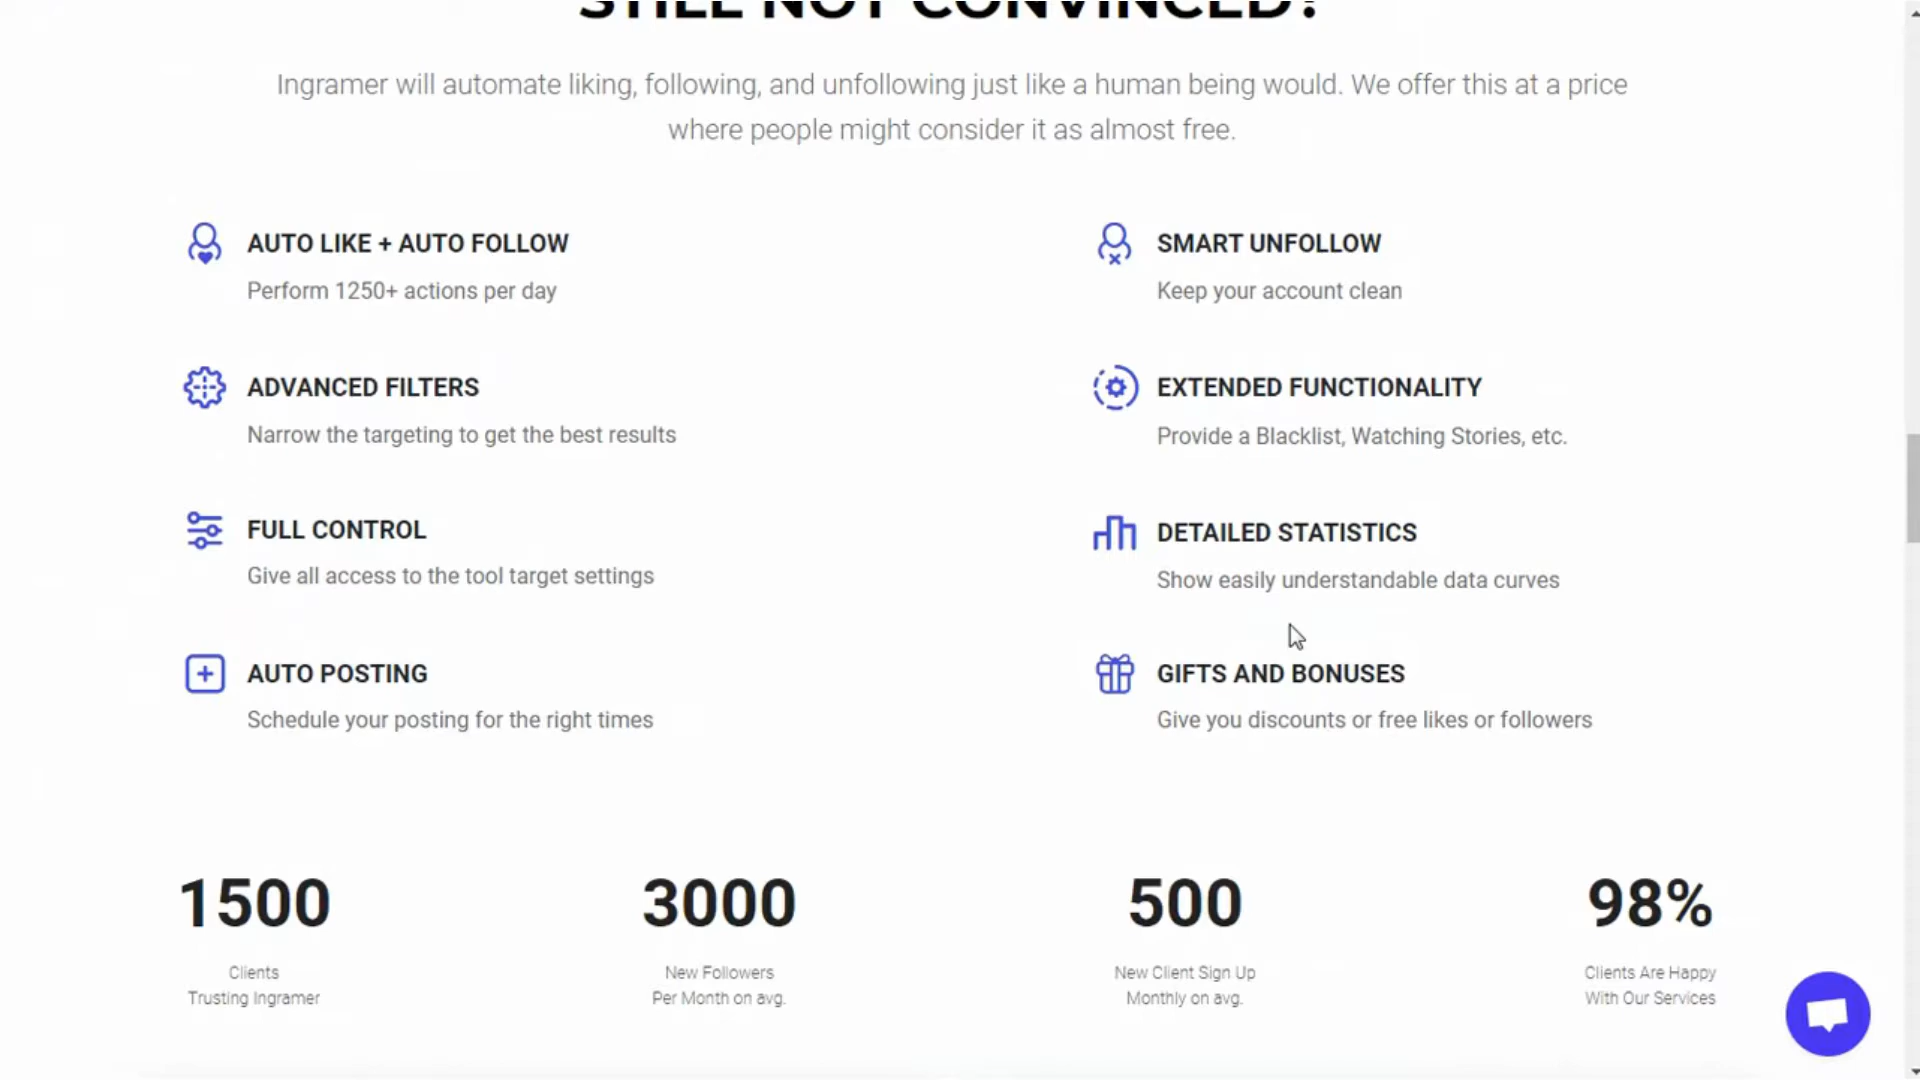 STILL NOT CONVINCED?
Ingramer will automate liking, following, and unfollowing just like a human being would. We offer this at a price
where people might consider it as almost free.
AUTO LIKE + AUTO FOLLOW
Perform 1250+ actions per day
SMART UNFOLLOW
Keep your account clean
ADVANCED FILTERS
Narrow the targeting to get the best results
EXTENDED FUNCTIONALITY
Provide a Blacklist, Watching Stories, etc.
FULL CONTROL
Give all access to the tool target settings
DETAILED STATISTICS
Show easily understandable data curves
AUTO POSTING
Schedule your posting for the right times
GIFTS AND BONUSES
Give you discounts or free likes or followers
1500
Clients
Trusting Ingramer
3000
New Followers
Per Month on avg.
500
New Client Sign Up
Monthly on avg.
98%
Clients Are Happy
With Our Services